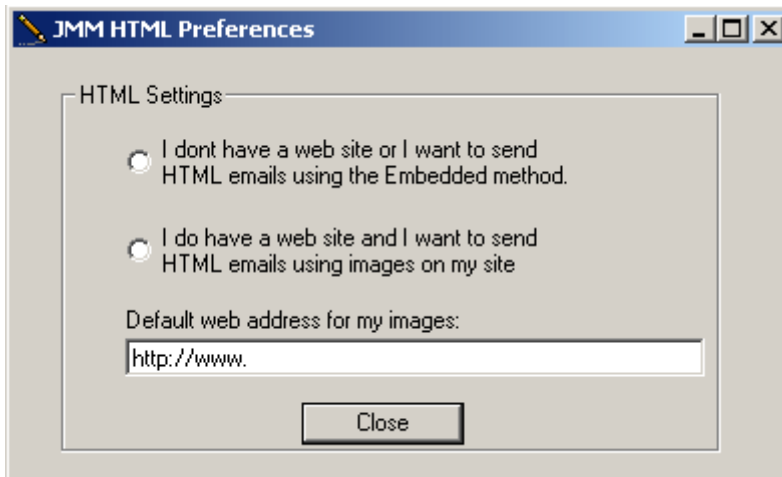 JMM HTML Preferences
HTML Settings
I dont have a web site or I want to send
HTML emails using the Embedded method.
I do have a web site and I want to send
HTML emails using images on my site
Default web address for my images:
http://www.
Close